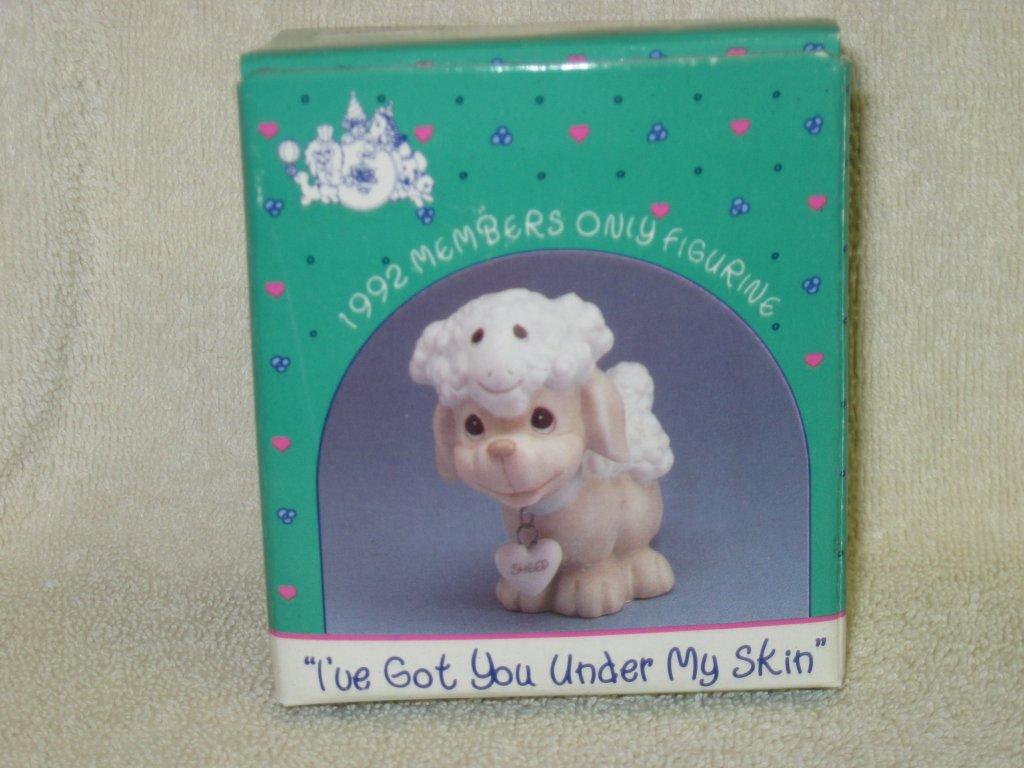 1992 MEMBERS ONLY FIGURINE
SHEEP
"I've Got You Under My Skin"